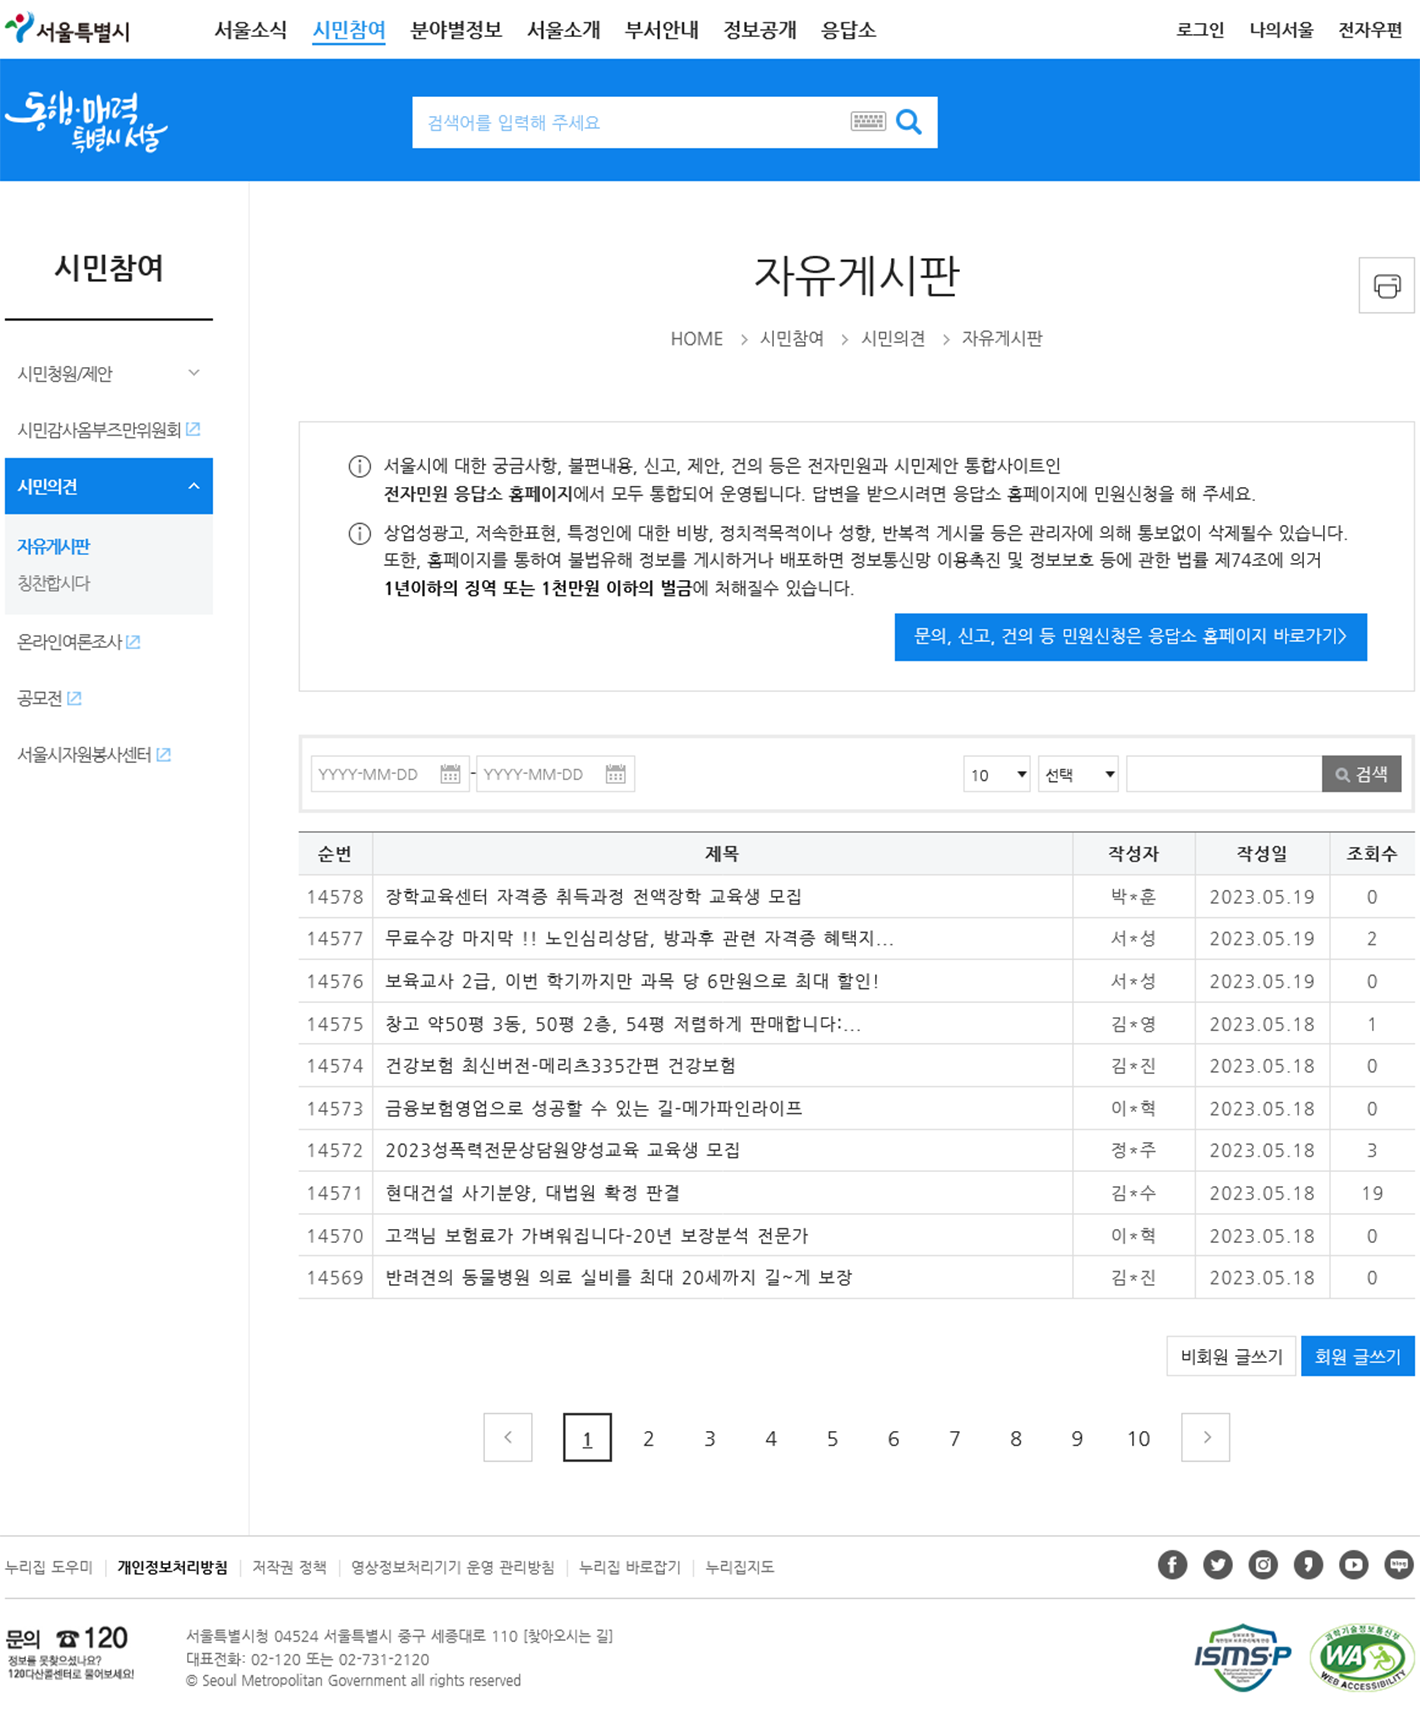 서울특별시 서울소식 시민참여 분야별정보 서울소개 부서안내 정보공개 응답소 로그인 나의서울 전자우편
동행·매력
특별시 서울
검색어를 입력해 주세요
시민참여
시민청원/제안
시민감사옴부즈만위원회
시민의견
자유게시판
칭찬합시다
온라인여론조사
공모전
서울시자원봉사센터
자유게시판
HOME > 시민참여 > 시민의견 > 자유게시판
서울시에 대한 궁금사항, 불편내용, 신고, 제안, 건의 등은 전자민원과 시민제안 통합사이트인
전자민원 응답소 홈페이지에서 모두 통합되어 운영됩니다. 답변을 받으시려면 응답소 홈페이지에 민원신청을 해 주세요.
상업성광고, 저속한표현, 특정인에 대한 비방, 정치적목적이나 성향, 반복적 게시물 등은 관리자에 의해 통보없이 삭제될수 있습니다.
또한, 홈페이지를 통하여 불법유해 정보를 게시하거나 배포하면 정보통신망 이용촉진 및 정보보호 등에 관한 법률 제74조에 의거
1년이하의 징역 또는 1천만원 이하의 벌금에 처해질수 있습니다.
문의, 신고, 건의 등 민원신청은 응답소 홈페이지 바로가기>
YYYY-MM-DD - YYYY-MM-DD 10 선택 검색
순번 제목 작성자 작성일 조회수
14578 장학교육센터 자격증 취득과정 전액장학 교육생 모집 박*훈 2023.05.19 0
14577 무료수강 마지막 !! 노인심리상담, 방과후 관련 자격증 혜택지... 서*성 2023.05.19 2
14576 보육교사 2급, 이번 학기까지만 과목 당 6만원으로 최대 할인! 서*성 2023.05.19 0
14575 창고 약50평 3동, 50평 2층, 54평 저렴하게 판매합니다:... 김*영 2023.05.18 1
14574 건강보험 최신버전-메리츠335간편 건강보험 김*진 2023.05.18 0
14573 금융보험영업으로 성공할 수 있는 길-메가파인라이프 이*혁 2023.05.18 0
14572 2023성폭력전문상담원양성교육 교육생 모집 정*주 2023.05.18 3
14571 현대건설 사기분양, 대법원 확정 판결 김*수 2023.05.18 19
14570 고객님 보험료가 가벼워집니다-20년 보장분석 전문가 이*혁 2023.05.18 0
14569 반려견의 동물병원 의료 실비를 최대 20세까지 길~게 보장 김*진 2023.05.18 0
비회원 글쓰기 회원 글쓰기
< 1 2 3 4 5 6 7 8 9 10 >
누리집 도우미 | 개인정보처리방침 | 저작권 정책 | 영상정보처리기기 운영 관리방침 | 누리집 바로잡기 | 누리집지도
blog
문의 ☎120
정보를 못찾으셨나요?
120다산콜센터로 물어보세요!
서울특별시청 04524 서울특별시 중구 세종대로 110 [찾아오시는 길]
대표전화: 02-120 또는 02-731-2120
© Seoul Metropolitan Government all rights reserved
ISMS-P
과학기술정보통신부
WA
WEB ACCESSIBILITY